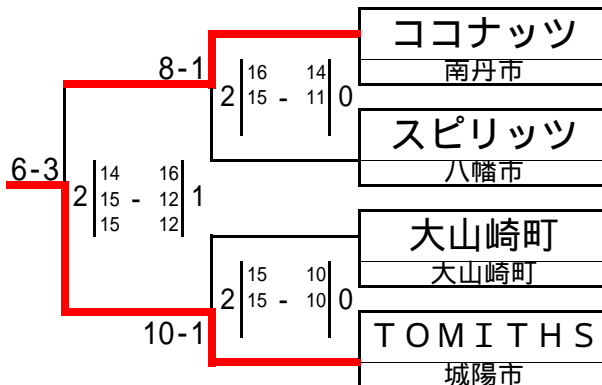 ココナッツ
南丹市
8-1
2 16 - 14 0
15 11
スピリッツ
八幡市
6-3
2 14 16 1
15 - 12
15 12
大山崎町
大山崎町
2 15 10 0
15 - 10
10-1
ＴＯＭＩＴＨＳ
城陽市